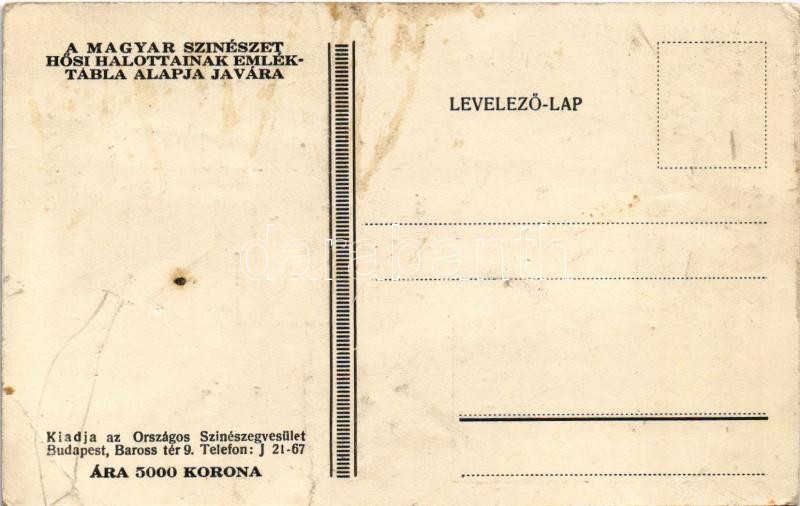 A MAGYAR SZINÉSZET
HŐSI HALOTTAINAK EMLÉK-
TÁBLA ALAPJA JAVÁRA
LEVELEZŐ-LAP
darabanth
Kiadja az Országos Szinészegyesület
Budapest, Baross tér 9. Telefon: J 21-67
ÁRA 5000 KORONA